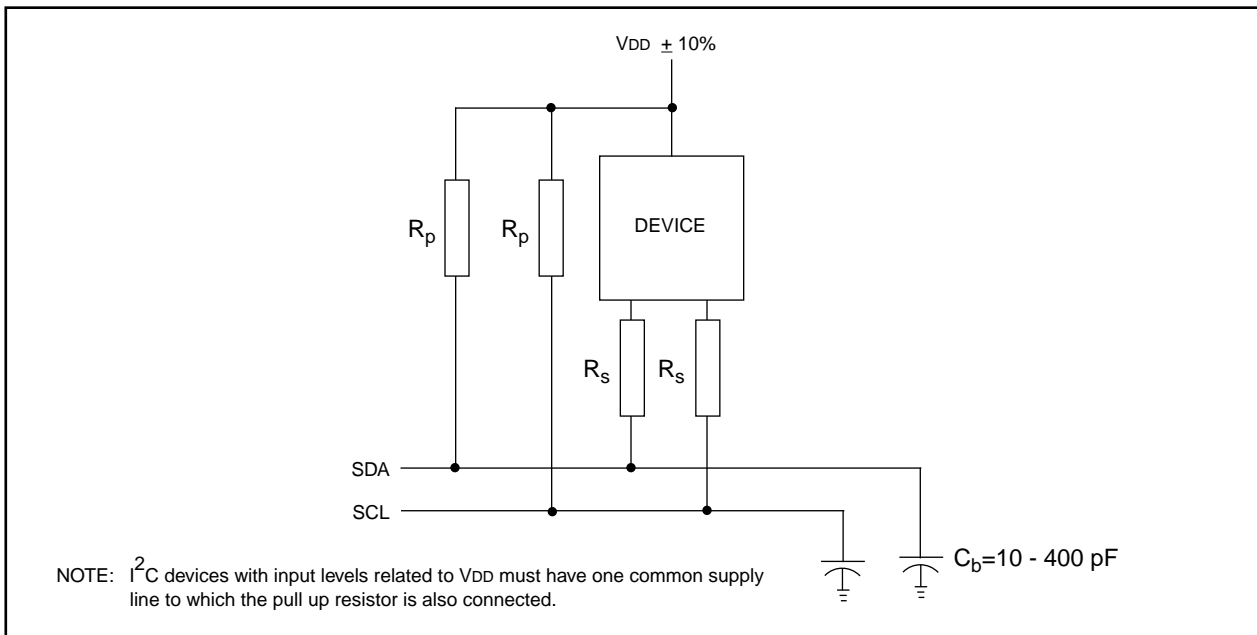 VDD ± 10%
Rp
Rp
DEVICE
Rs
Rs
SDA
SCL
Cb=10 - 400 pF
NOTE: I2C devices with input levels related to VDD must have one common supply
line to which the pull up resistor is also connected.